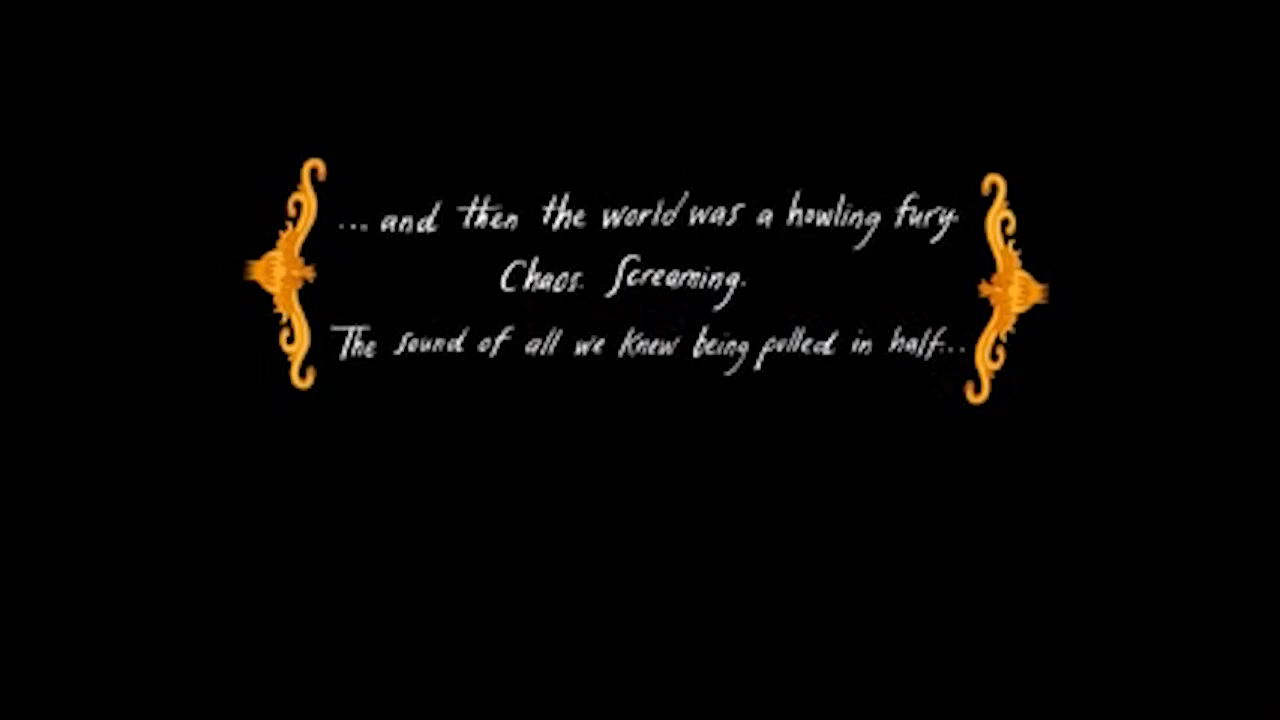 ... and then the world was a howling fury.
Chaos. Screaming.
The sound of all we knew being pulled in half...